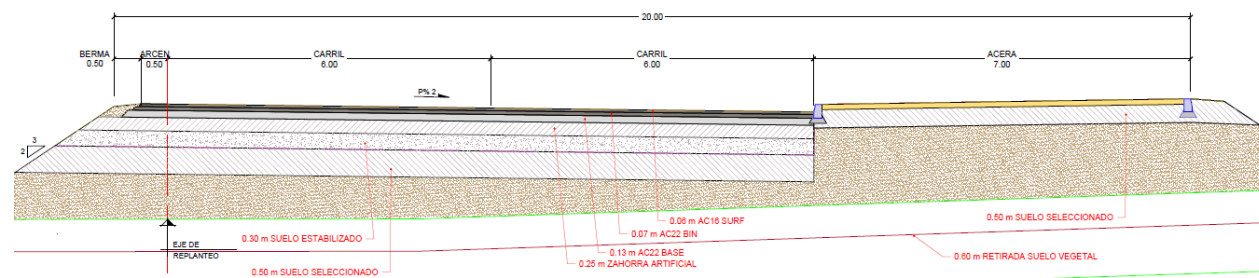 20.00
BERMA
0.50
ARCEN
0.50
CARRIL
6.00
CARRIL
6.00
ACERA
7.00
P% 2
3
2
0.06 m AC16 SURF
0.07 m AC22 BIN
0.13 m AC22 BASE
0.25 m ZAHORRA ARTIFICIAL
0.30 m SUELO ESTABILIZADO
0.50 m SUELO SELECCIONADO
0.50 m SUELO SELECCIONADO
0.60 m RETIRADA SUELO VEGETAL
EJE DE
REPLANTEO